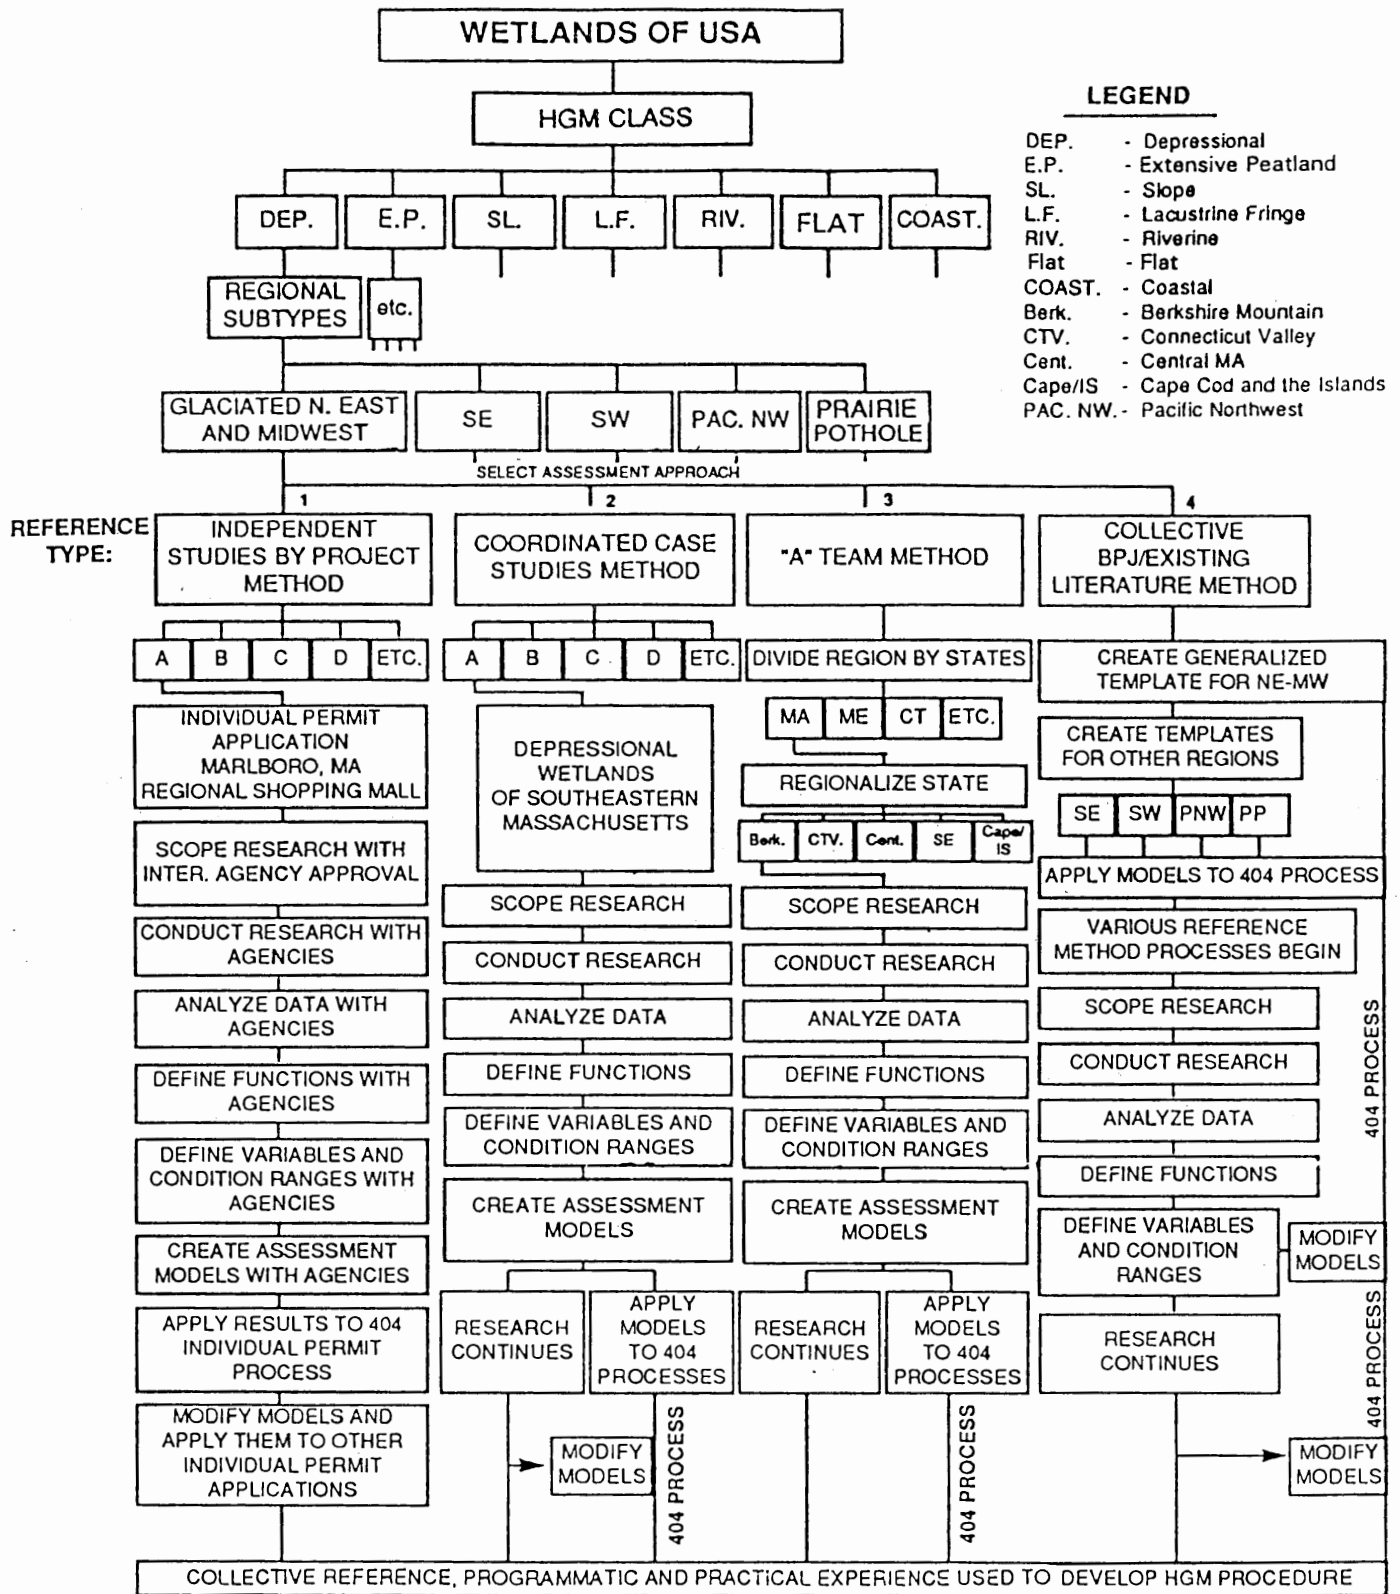 WETLANDS OF USA
HGM CLASS
LEGEND
DEP. - Depressional
E.P. - Extensive Peatland
SL. - Slope
L.F. - Lacustrine Fringe
RIV. - Riverine
Flat - Flat
COAST. - Coastal
Berk. - Berkshire Mountain
CTV. - Connecticut Valley
Cent. - Central MA
Cape/IS - Cape Cod and the Islands
PAC. NW. - Pacific Northwest
DEP. E.P. SL. L.F. RIV. FLAT COAST.
REGIONAL
SUBTYPES
etc.
GLACIATED N. EAST
AND MIDWEST
SE
SW
PAC. NW
PRAIRIE
POTHOLE
SELECT ASSESSMENT APPROACH
REFERENCE
TYPE:
1
INDEPENDENT
STUDIES BY PROJECT
METHOD
A B C D ETC.
INDIVIDUAL PERMIT
APPLICATION
MARLBORO, MA
REGIONAL SHOPPING MALL
SCOPE RESEARCH WITH
INTER. AGENCY APPROVAL
CONDUCT RESEARCH WITH
AGENCIES
ANALYZE DATA WITH
AGENCIES
DEFINE FUNCTIONS WITH
AGENCIES
DEFINE VARIABLES AND
CONDITION RANGES WITH
AGENCIES
CREATE ASSESSMENT
MODELS WITH AGENCIES
APPLY RESULTS TO 404
INDIVIDUAL PERMIT
PROCESS
MODIFY MODELS AND
APPLY THEM TO OTHER
INDIVIDUAL PERMIT
APPLICATIONS
2
COORDINATED CASE
STUDIES METHOD
A B C D ETC.
DEPRESSIONAL
WETLANDS
OF SOUTHEASTERN
MASSACHUSETTS
SCOPE RESEARCH
CONDUCT RESEARCH
ANALYZE DATA
DEFINE FUNCTIONS
DEFINE VARIABLES AND
CONDITION RANGES
CREATE ASSESSMENT
MODELS
RESEARCH
CONTINUES
APPLY
MODELS
TO 404
PROCESSES
MODIFY
MODELS
404 PROCESS
3
"A" TEAM METHOD
DIVIDE REGION BY STATES
MA ME CT ETC.
REGIONALIZE STATE
Berk. CTV. Cent. SE Cape/
IS
SCOPE RESEARCH
CONDUCT RESEARCH
ANALYZE DATA
DEFINE FUNCTIONS
DEFINE VARIABLES AND
CONDITION RANGES
CREATE ASSESSMENT
MODELS
RESEARCH
CONTINUES
APPLY
MODELS
TO 404
PROCESSES
404 PROCESS
4
COLLECTIVE
BPJ/EXISTING
LITERATURE METHOD
CREATE GENERALIZED
TEMPLATE FOR NE-MW
CREATE TEMPLATES
FOR OTHER REGIONS
SE SW PNW PP
APPLY MODELS TO 404 PROCESS
VARIOUS REFERENCE
METHOD PROCESSES BEGIN
SCOPE RESEARCH
CONDUCT RESEARCH
ANALYZE DATA
DEFINE FUNCTIONS
404 PROCESS
DEFINE VARIABLES
AND CONDITION
RANGES
MODIFY
MODELS
RESEARCH
CONTINUES
404 PROCESS
MODIFY
MODELS
COLLECTIVE REFERENCE, PROGRAMMATIC AND PRACTICAL EXPERIENCE USED TO DEVELOP HGM PROCEDURE